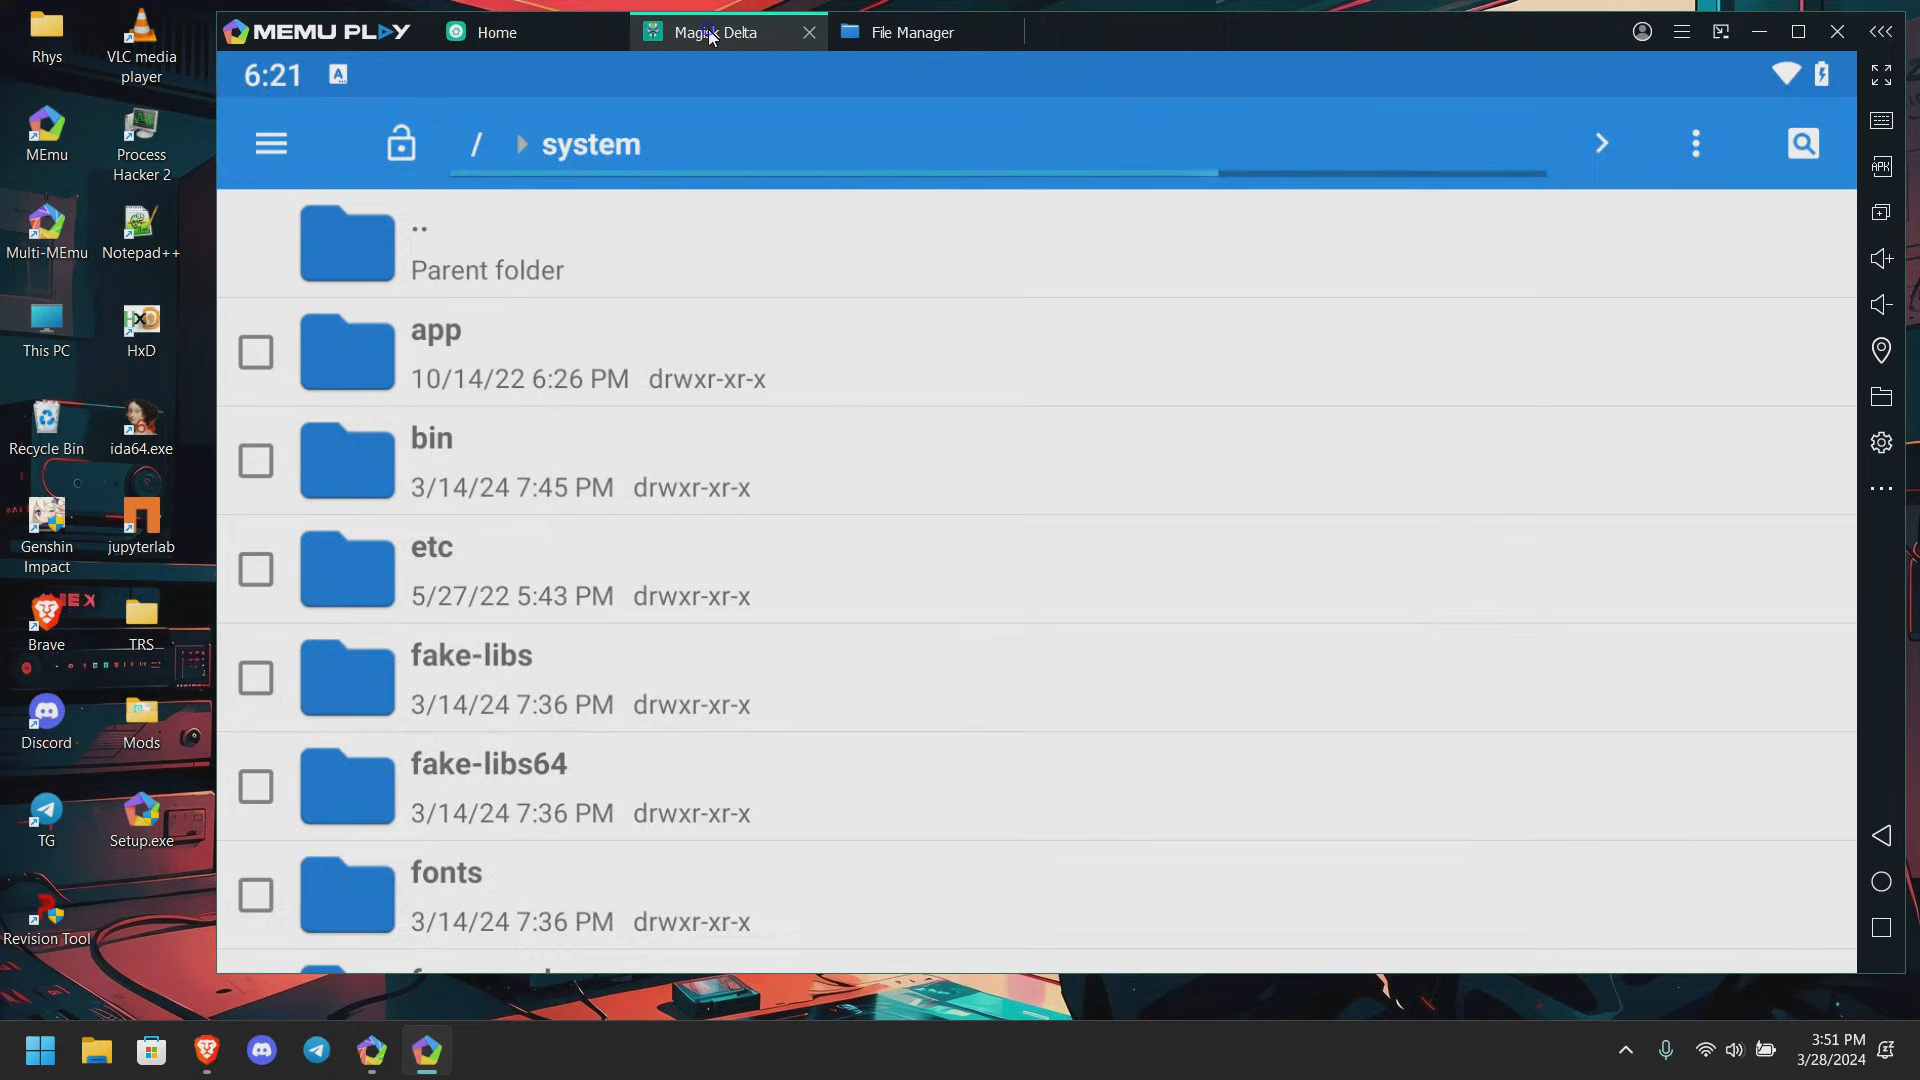 MEMU PLAY
Home
Magisk Delta
File Manager
6:21
A
/ system
..
Parent folder
app
10/14/22 6:26 PM drwxr-xr-x
bin
3/14/24 7:45 PM drwxr-xr-x
etc
5/27/22 5:43 PM drwxr-xr-x
fake-libs
3/14/24 7:36 PM drwxr-xr-x
fake-libs64
3/14/24 7:36 PM drwxr-xr-x
fonts
3/14/24 7:36 PM drwxr-xr-x
APK
Rhys
VLC media
player
MEmu
Process
Hacker 2
Multi-MEmu
Notepad++
This PC
HxD
HxD
Recycle Bin
64
ida64.exe
Genshin
Impact
jupyterlab
Brave
TRS
Discord
Mods
TG
Setup.exe
Revision Tool
3:51 PM
3/28/2024